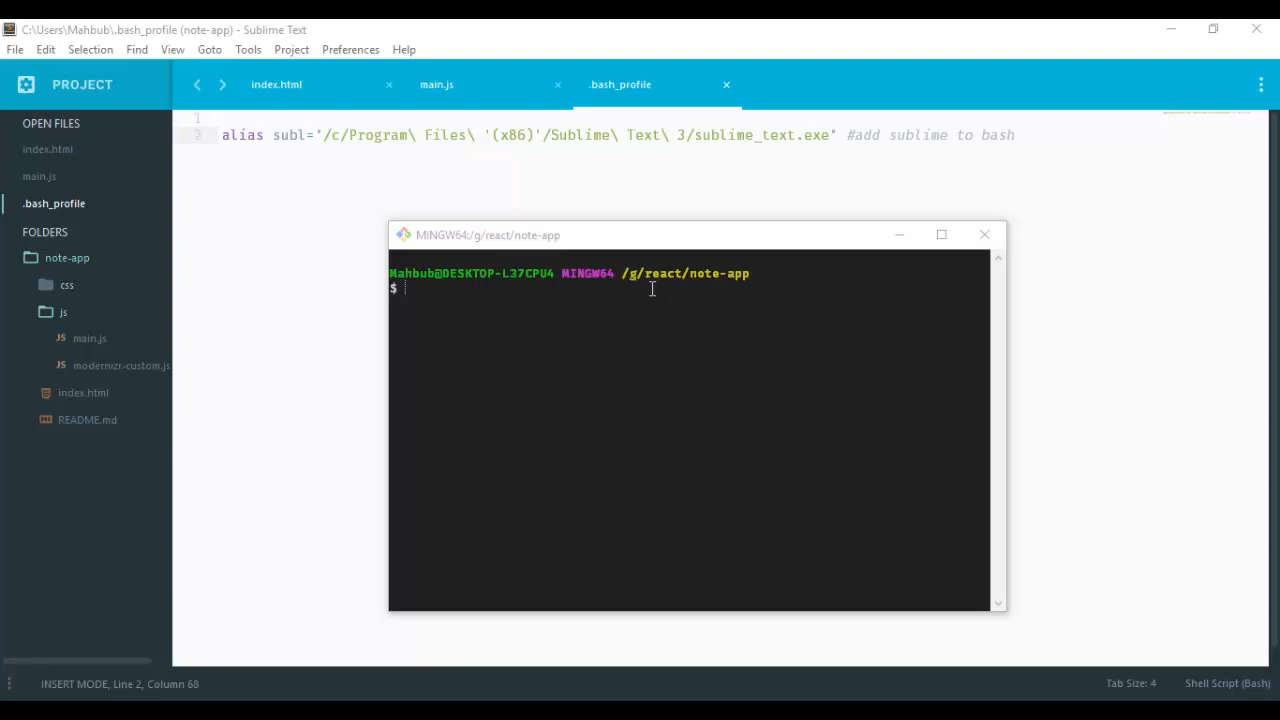 C:\Users\Mahbub\.bash_profile (note-app) - Sublime Text
File Edit Selection Find View Goto Tools Project Preferences Help
PROJECT
index.html
main.js
.bash_profile
OPEN FILES
index.html
main.js
.bash_profile
FOLDERS
note-app
css
js
JS main.js
JS modernizr-custom.js
index.html
README.md
1
2 alias subl='/c/Program\ Files\ '(x86)'/Sublime\ Text\ 3/sublime_text.exe' #add sublime to bash
MINGW64:/g/react/note-app
Mahbub@DESKTOP-L37CPU4 MINGW64 /g/react/note-app
$
INSERT MODE, Line 2, Column 68
Tab Size: 4
Shell Script (Bash)